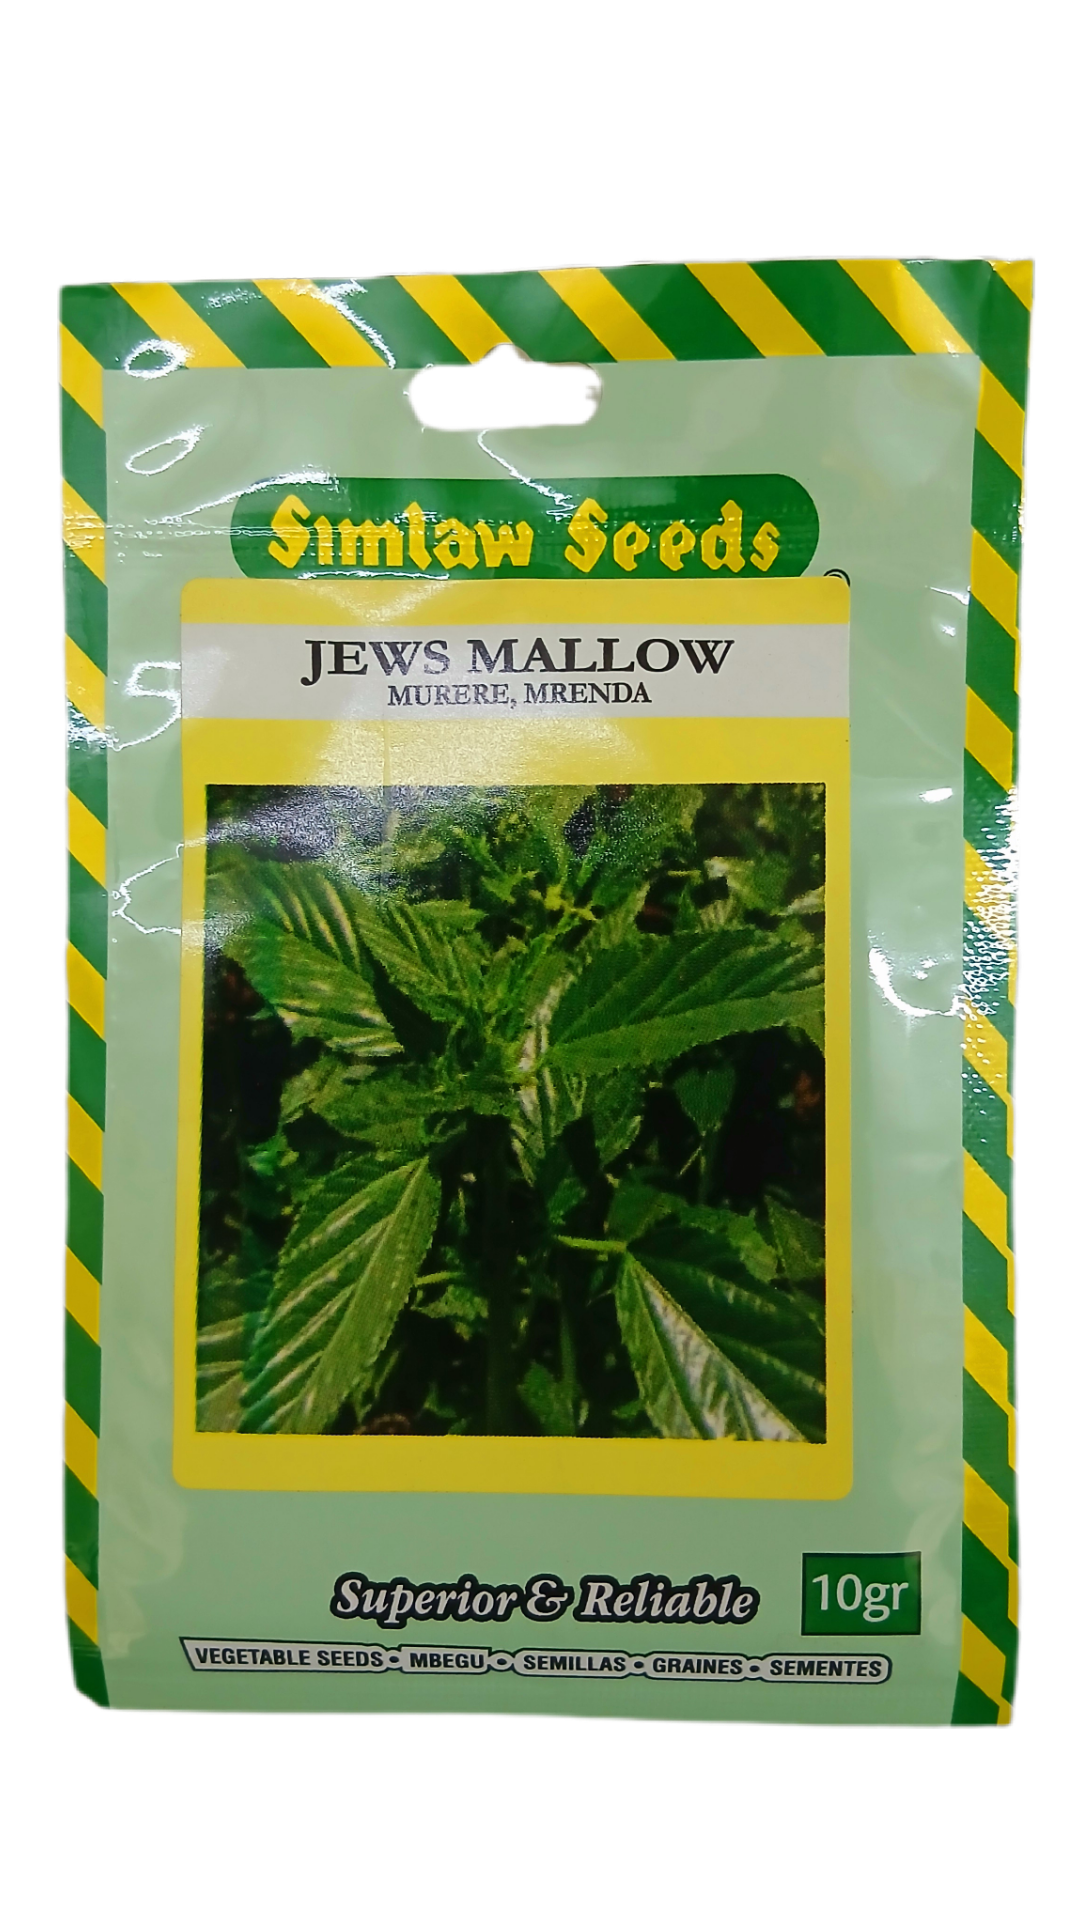 Simlaw Seeds
JEWS MALLOW
MURERE, MRENDA
Superior & Reliable
10gr
VEGETABLE SEEDS • MBEGU • SEMILLAS • GRAINES • SEMENTES